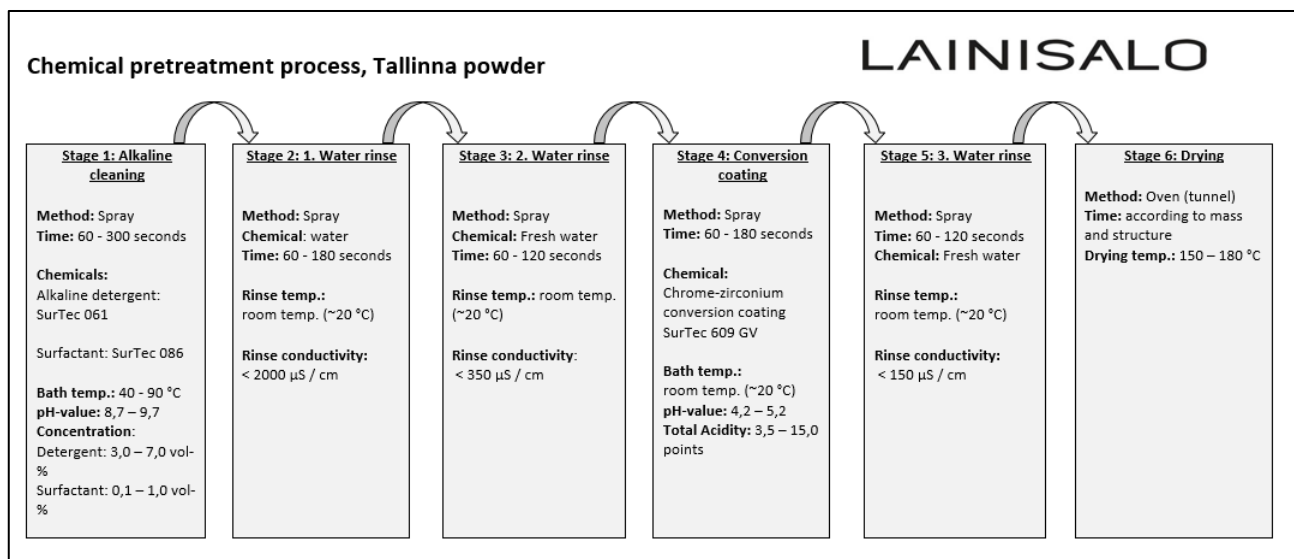 LAINISALO
Chemical pretreatment process, Tallinna powder
Stage 1: Alkaline
cleaning
Method: Spray
Time: 60 - 300 seconds
Chemicals:
Alkaline detergent:
SurTec 061
Surfactant: SurTec 086
Bath temp.: 40 - 90 °C
pH-value: 8,7 – 9,7
Concentration:
Detergent: 3,0 – 7,0 vol-
%
Surfactant: 0,1 – 1,0 vol-
%
Stage 2: 1. Water rinse
Method: Spray
Chemical: water
Time: 60 - 180 seconds
Rinse temp.:
room temp. (~20 °C)
Rinse conductivity:
< 2000 µS / cm
Stage 3: 2. Water rinse
Method: Spray
Chemical: Fresh water
Time: 60 - 120 seconds
Rinse temp.: room temp.
(~20 °C)
Rinse conductivity:
< 350 µS / cm
Stage 4: Conversion
coating
Method: Spray
Time: 60 - 180 seconds
Chemical:
Chrome-zirconium
conversion coating
SurTec 609 GV
Bath temp.:
room temp. (~20 °C)
pH-value: 4,2 – 5,2
Total Acidity: 3,5 – 15,0
points
Stage 5: 3. Water rinse
Method: Spray
Time: 60 - 120 seconds
Chemical: Fresh water
Rinse temp.:
room temp. (~20 °C)
Rinse conductivity:
< 150 µS / cm
Stage 6: Drying
Method: Oven (tunnel)
Time: according to mass
and structure
Drying temp.: 150 – 180 °C